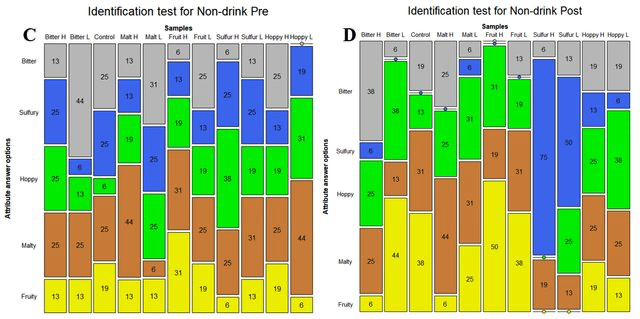 Identification test for Non-drink Pre
C
Samples
Bitter H Bitter L Control Malt H Malt L Fruit H Fruit L Sulfur H Sulfur L Hoppy H Hoppy L
Attribute answer options
Bitter 13 44 25 13 31 6 25 6 13 25
Sulfury 25 6 25 13 25 13 13 25 25 13 19
Hoppy 25 13 6 19 25 19 19 38 19 19 31
Malty 25 25 25 44 6 31 25 25 25 25 44
Fruity 13 13 19 13 13 31 19 6 19 19 6
Identification test for Non-drink Post
D
Samples
Bitter H Bitter L Control Malt H Malt L Fruit H Fruit L Sulfur H Sulfur L Hoppy H Hoppy L
Attribute answer options
Bitter 38 6 19 25 6 13 6 13 19 19
Sulfury 6 6 75 50 13 6
Hoppy 25 38 13 25 31 31 19 25 25 38
Malty 25 13 31 44 31 19 31 19 25 25
Fruity 6 44 38 6 25 50 38 13 19 13